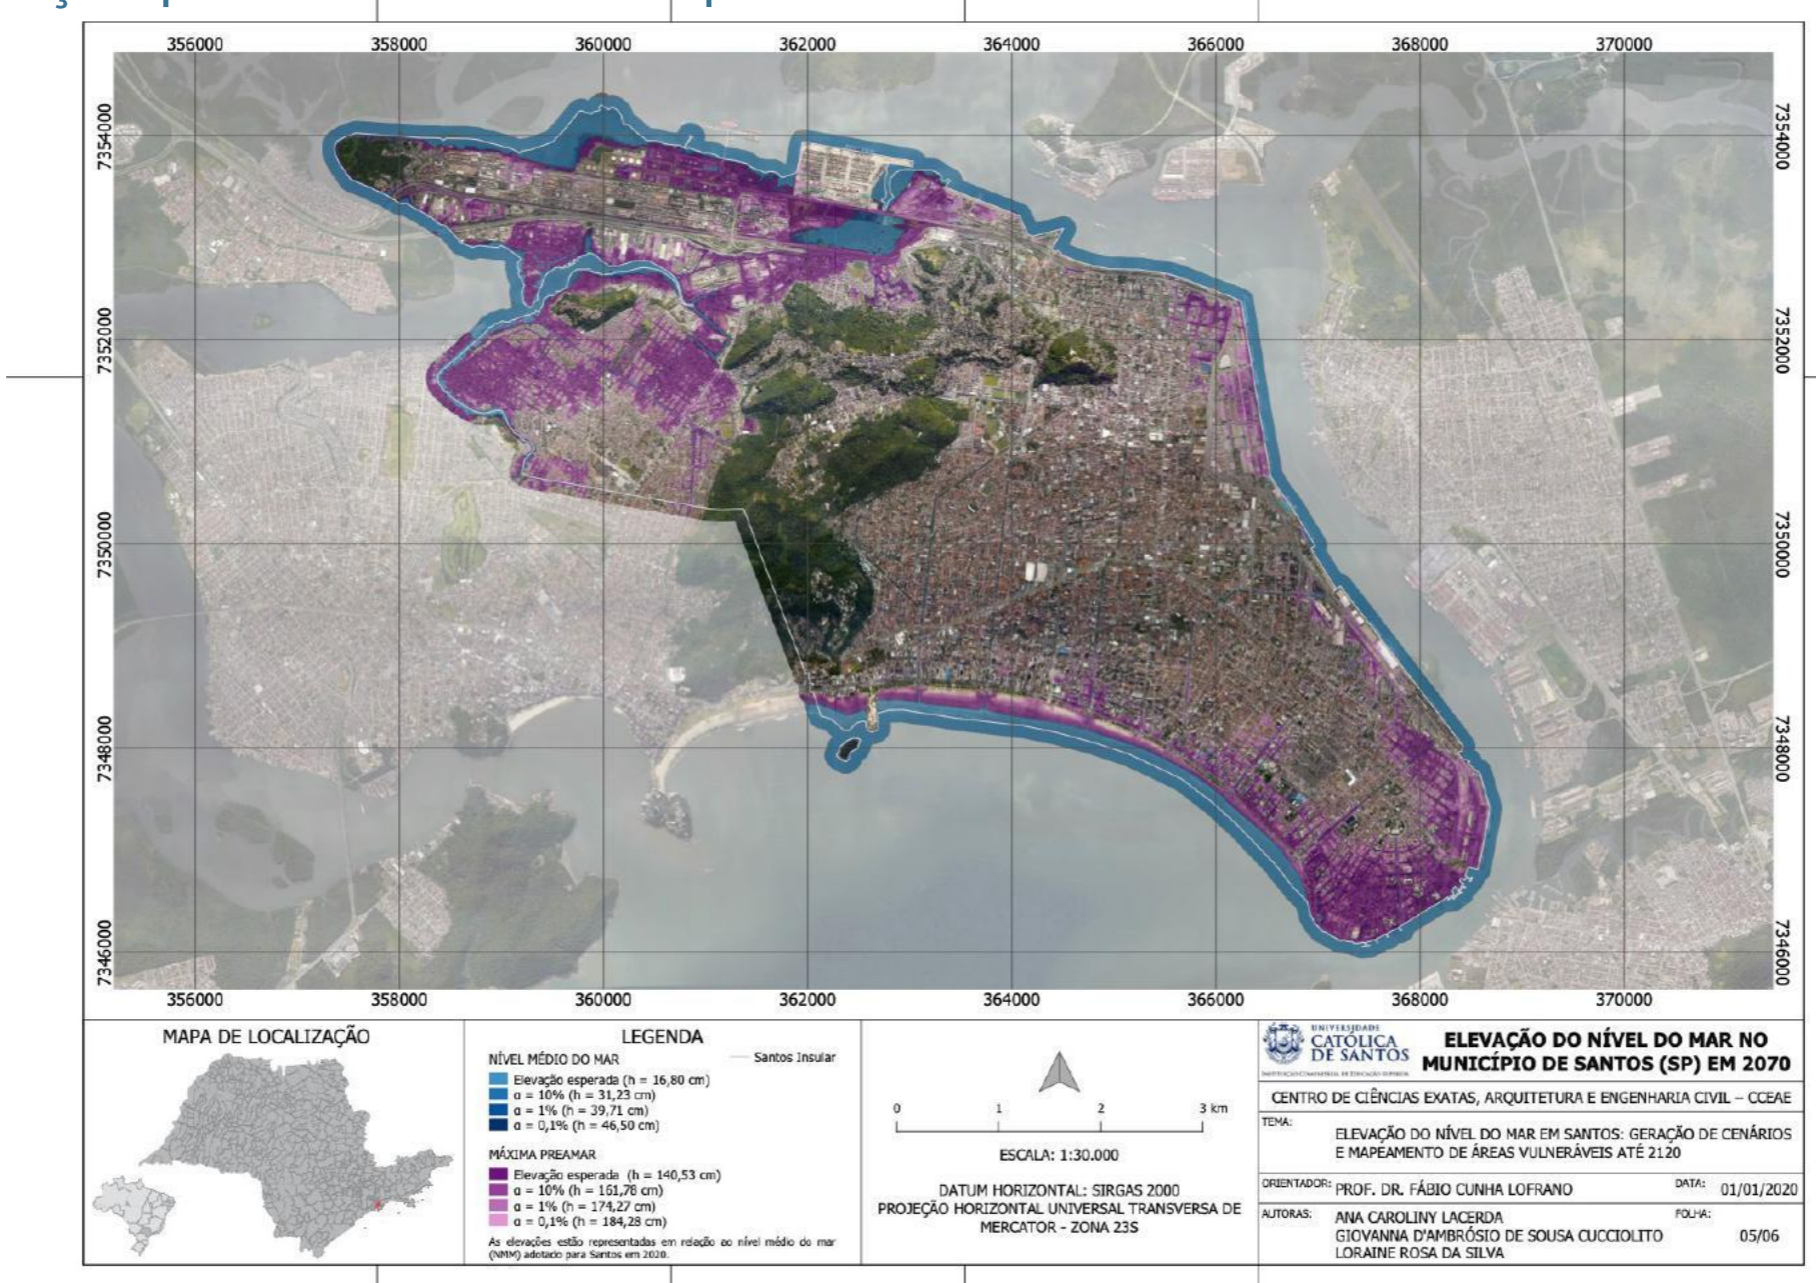 356000 358000 360000 362000 364000 366000 368000 370000
7354000 7354000
7352000 7352000
7350000 7350000
7348000 7348000
7346000 7346000
356000 358000 360000 362000 364000 366000 368000 370000
MAPA DE LOCALIZAÇÃO
LEGENDA
NÍVEL MÉDIO DO MAR
Santos Insular
Elevação esperada (h = 16,80 cm)
α = 10% (h = 31,23 cm)
α = 1% (h = 39,71 cm)
α = 0,1% (h = 46,50 cm)
MÁXIMA PREAMAR
Elevação esperada (h = 140,53 cm)
α = 10% (h = 161,78 cm)
α = 1% (h = 174,27 cm)
α = 0,1% (h = 184,28 cm)
As elevações estão representadas em relação ao nível médio do mar
(NMM) adotado para Santos em 2020.
0 1 2 3 km
ESCALA: 1:30.000
DATUM HORIZONTAL: SIRGAS 2000
PROJEÇÃO HORIZONTAL UNIVERSAL TRANSVERSA DE
MERCATOR - ZONA 23S
UNIVERSIDADE
CATÓLICA
DE SANTOS
ELEVAÇÃO DO NÍVEL DO MAR NO
MUNICÍPIO DE SANTOS (SP) EM 2070
CENTRO DE CIÊNCIAS EXATAS, ARQUITETURA E ENGENHARIA CIVIL – CCEAE
TEMA:
ELEVAÇÃO DO NÍVEL DO MAR EM SANTOS: GERAÇÃO DE CENÁRIOS
E MAPEAMENTO DE ÁREAS VULNERÁVEIS ATÉ 2120
ORIENTADOR: PROF. DR. FÁBIO CUNHA LOFRANO
DATA: 01/01/2020
AUTORAS: ANA CAROLINY LACERDA
GIOVANNA D'AMBRÓSIO DE SOUSA CUCCIOLITO
LORAINE ROSA DA SILVA
FOLHA:
05/06